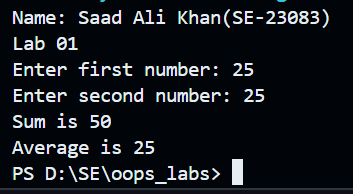 Name: Saad Ali Khan(SE-23083)
Lab 01
Enter first number: 25
Enter second number: 25
Sum is 50
Average is 25
PS D:\SE\oops_labs>